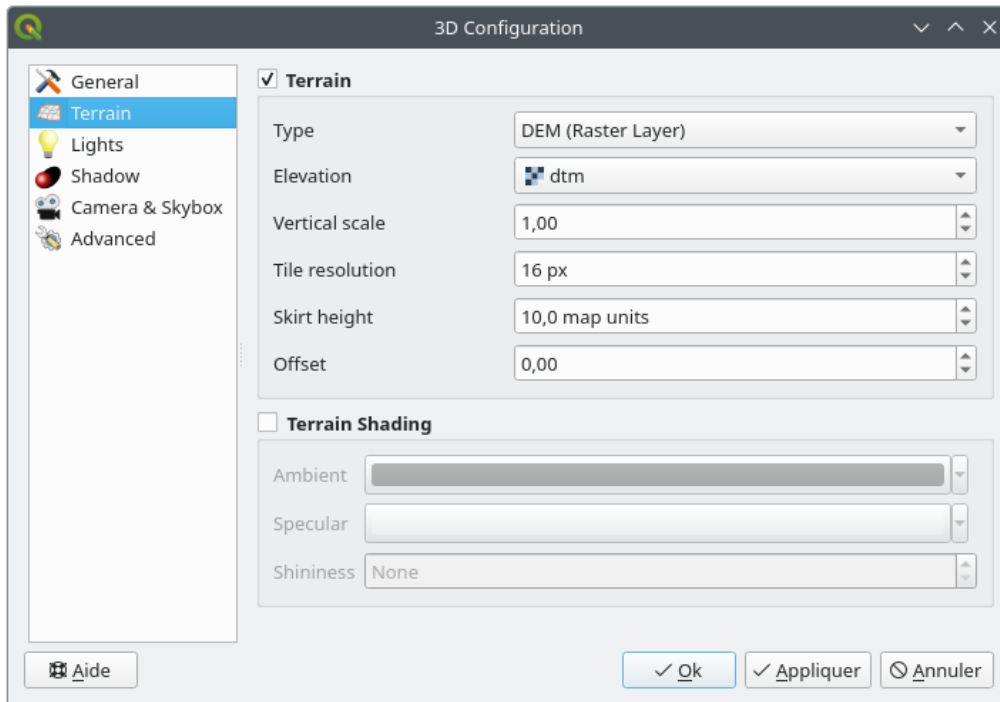 3D Configuration
General
Terrain
Lights
Shadow
Camera & Skybox
Advanced
Terrain
Type DEM (Raster Layer)
Elevation dtm
Vertical scale 1,00
Tile resolution 16 px
Skirt height 10,0 map units
Offset 0,00
Terrain Shading
Ambient
Specular
Shininess None
Aide Ok Appliquer Annuler